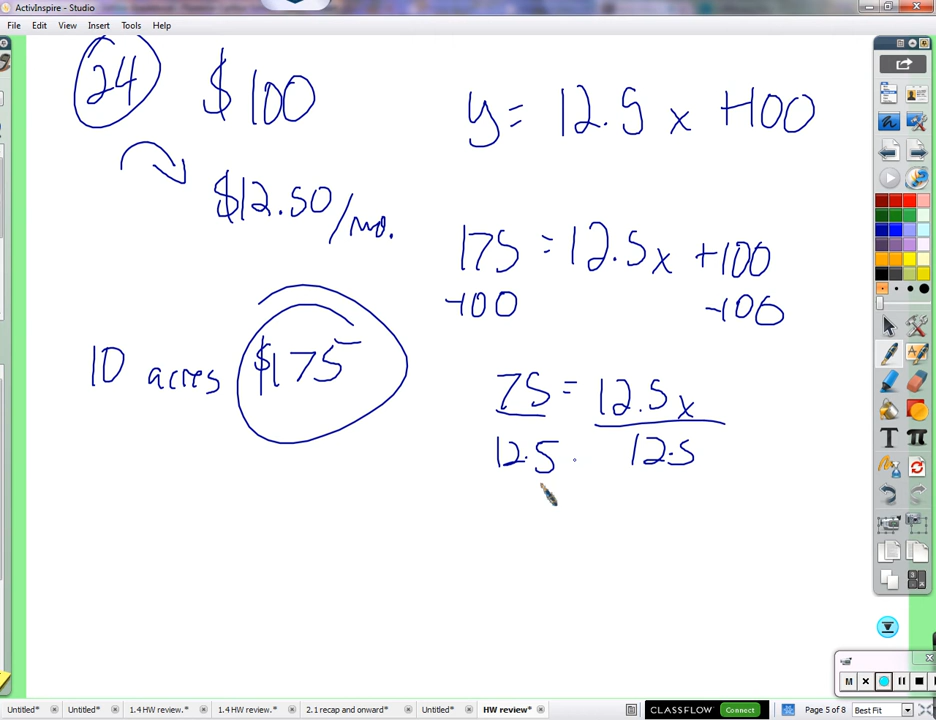 ActivInspire - Studio
File Edit View Insert Tools Help
24 $100
$12.50/mo.
10 acres $175
y = 12.5x +100
175 = 12.5x +100
-100 -100
75 = 12.5x
12.5 12.5
Untitled* Untitled* 1.4 HW review.* 1.4 HW review.* 2.1 recap and onward* Untitled* HW review* CLASSFLOW Connect Page 5 of 8 Best Fit